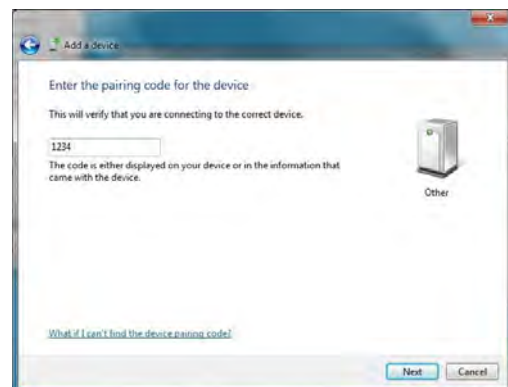 Add a device
Enter the pairing code for the device
This will verify that you are connecting to the correct device.
1234
The code is either displayed on your device or in the information that
came with the device.
Other
What if I can't find the device pairing code?
Next
Cancel